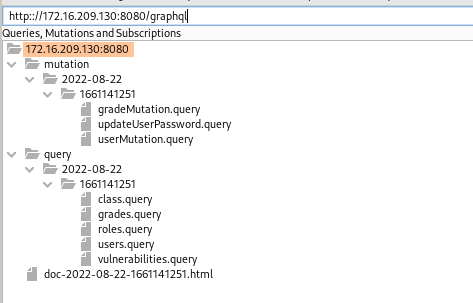 http://172.16.209.130:8080/graphql
Queries, Mutations and Subscriptions
172.16.209.130:8080
mutation
2022-08-22
1661141251
gradeMutation.query
updateUserPassword.query
userMutation.query
query
2022-08-22
1661141251
class.query
grades.query
roles.query
users.query
vulnerabilities.query
doc-2022-08-22-1661141251.html